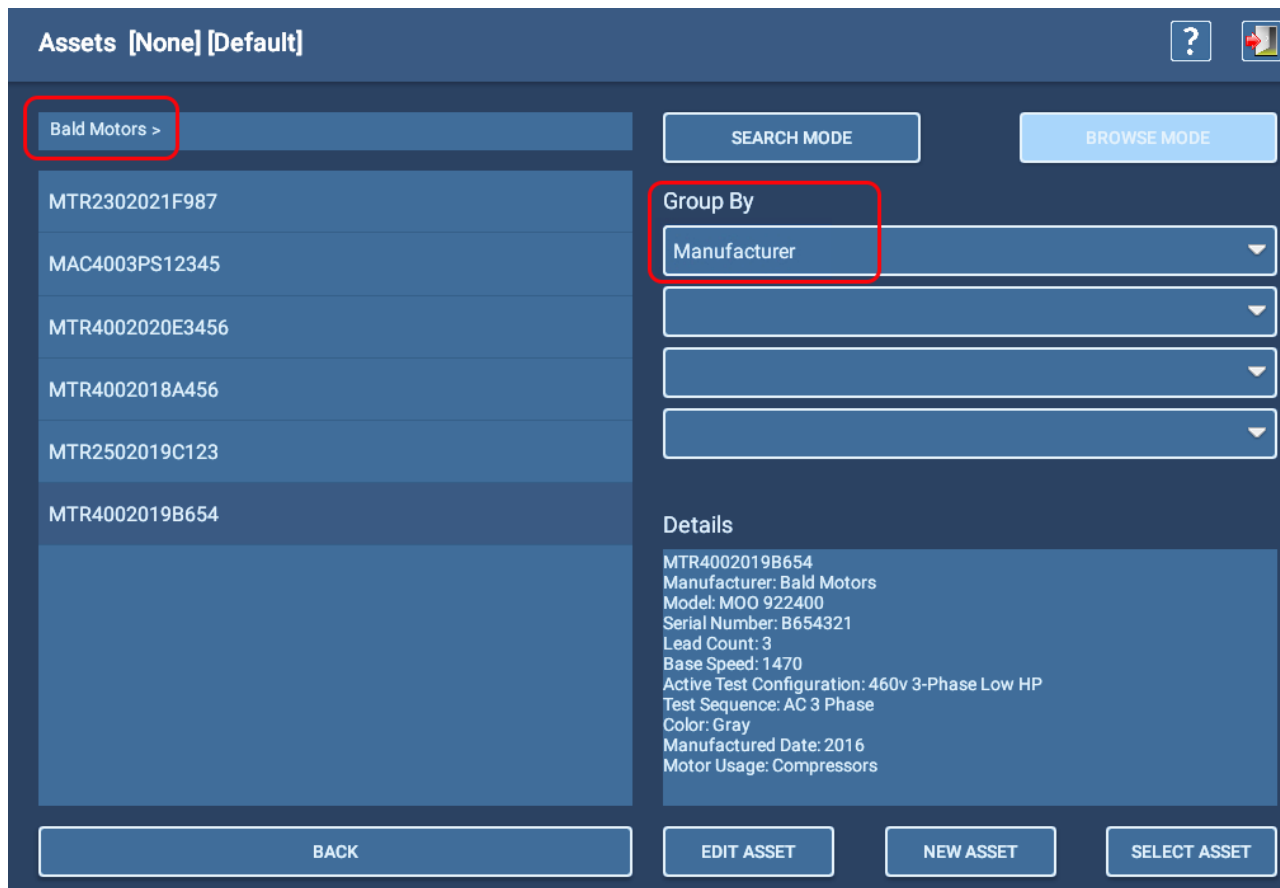 Assets [None] [Default]
?
Bald Motors >
MTR2302021F987
MAC4003PS12345
MTR4002020E3456
MTR4002018A456
MTR2502019C123
MTR4002019B654
BACK
SEARCH MODE
BROWSE MODE
Group By
Manufacturer
Details
MTR4002019B654
Manufacturer: Bald Motors
Model: MOO 922400
Serial Number: B654321
Lead Count: 3
Base Speed: 1470
Active Test Configuration: 460v 3-Phase Low HP
Test Sequence: AC 3 Phase
Color: Gray
Manufactured Date: 2016
Motor Usage: Compressors
EDIT ASSET
NEW ASSET
SELECT ASSET